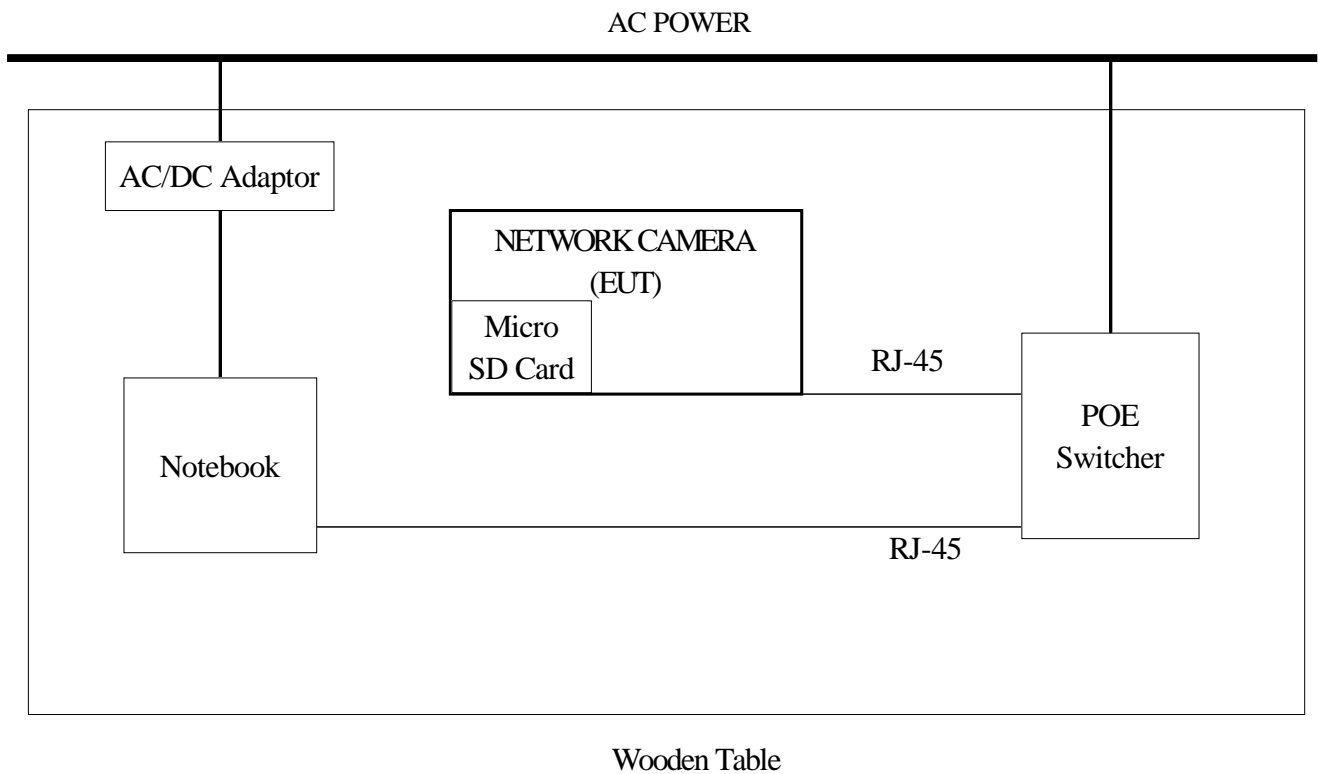 AC POWER
AC/DC Adaptor
NETWORK CAMERA
(EUT)
Micro
SD Card
RJ-45
POE
Switcher
Notebook
RJ-45
Wooden Table